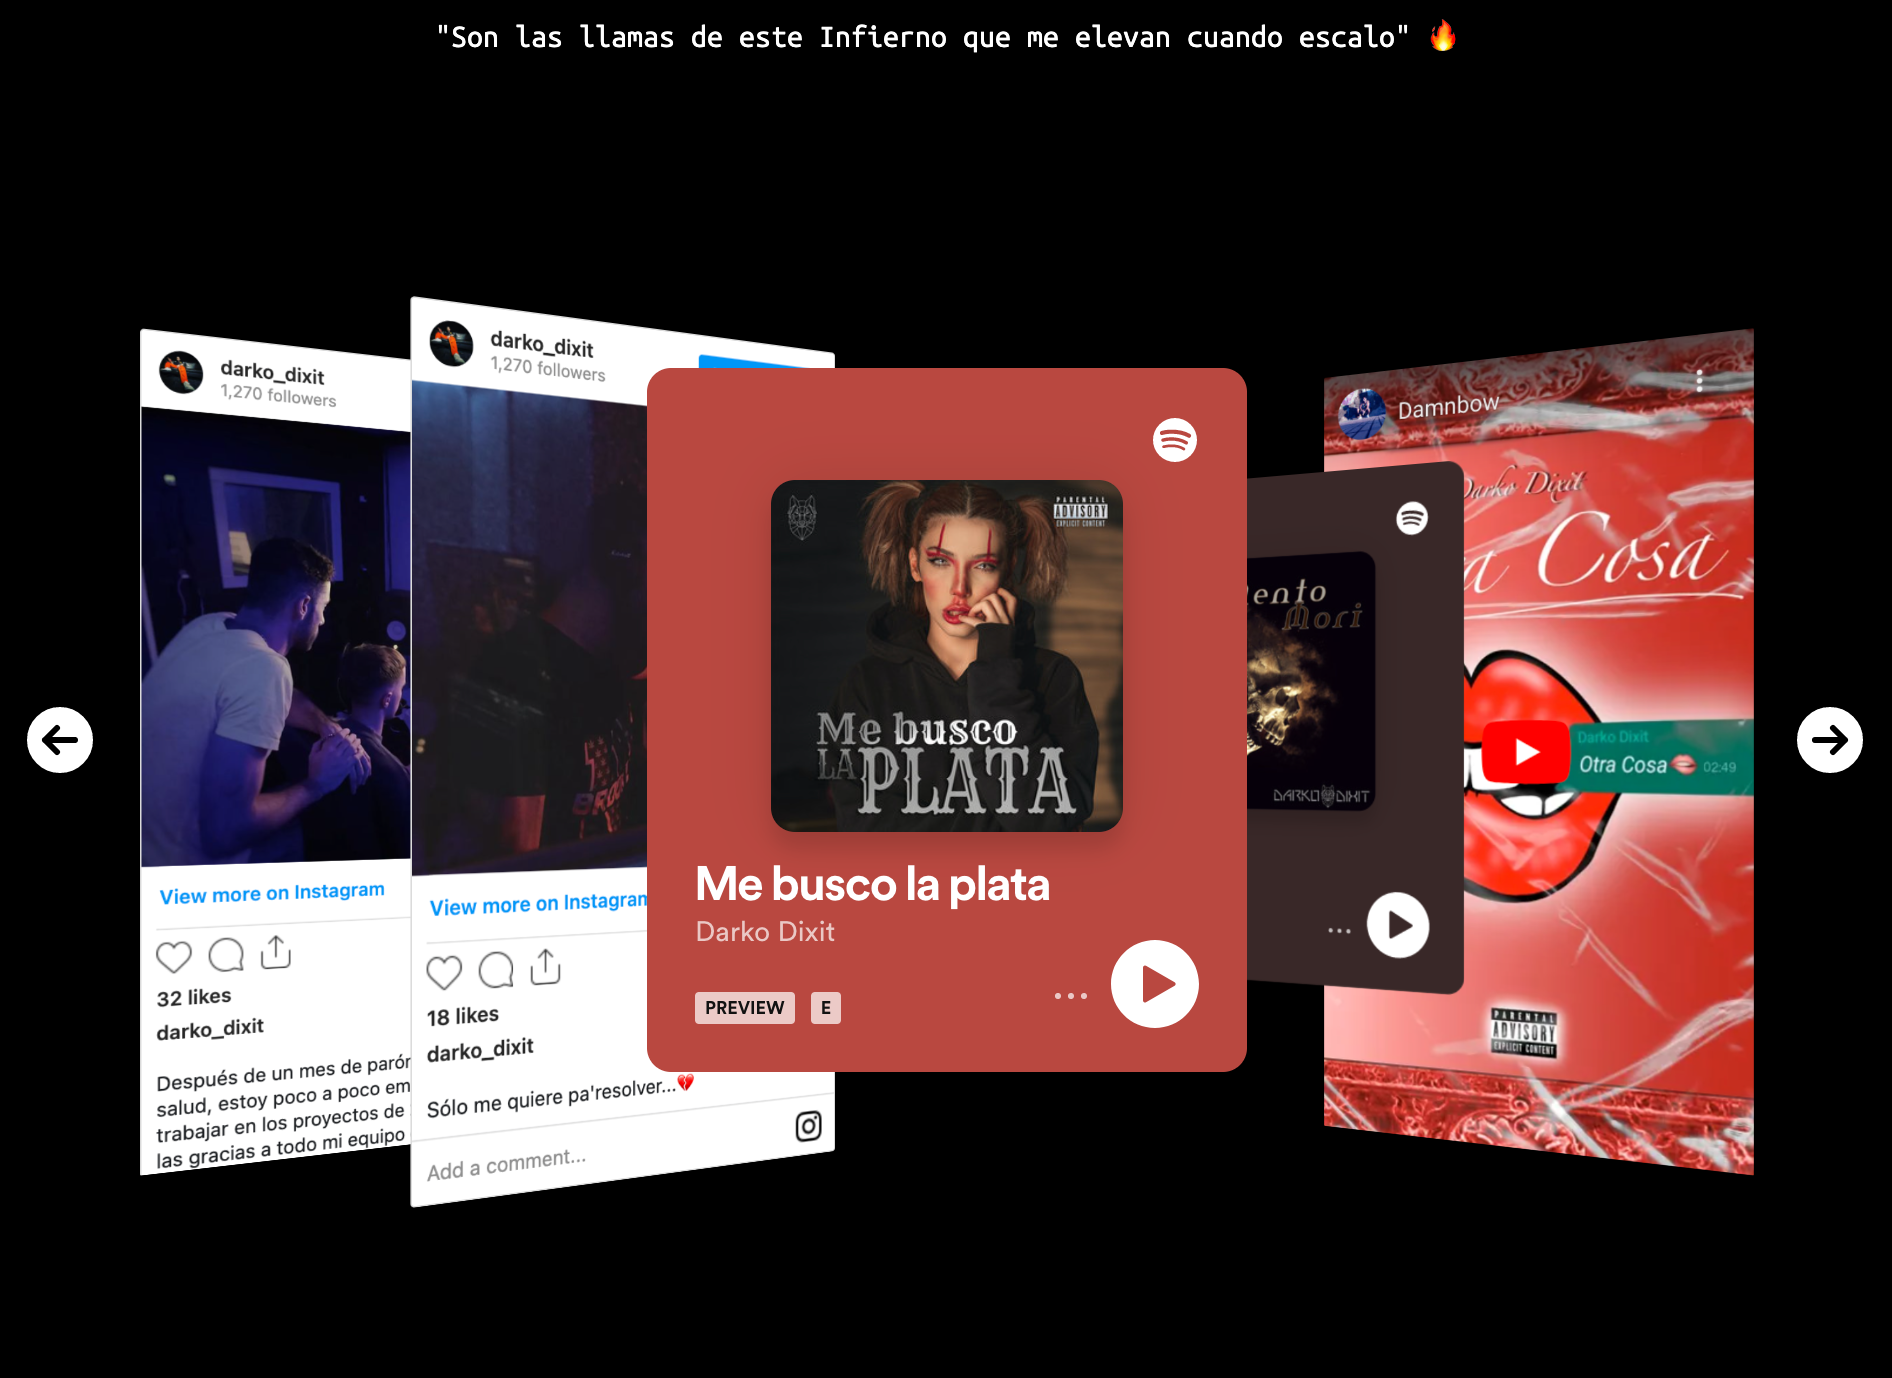 "Son las llamas de este Infierno que me elevan cuando escalo" 🔥
darko_dixit
1,270 followers
View more on Instagram
32 likes
darko_dixit
Después de un mes de parón
salud, estoy poco a poco em
trabajar en los proyectos de
las gracias a todo mi equipo
darko_dixit
1,270 followers
View more on Instagram
18 likes
darko_dixit
Sólo me quiere pa'resolver...💔
Add a comment...
PARENTAL
ADVISORY
EXPLICIT CONTENT
Me busco
LA PLATA
Me busco la plata
Darko Dixit
PREVIEW E
ento
Mori
DARKO DIXIT
Damnbow
Darko Dixit
a Cosa
Darko Dixit
Otra Cosa💋 02:49
PARENTAL
ADVISORY
EXPLICIT CONTENT